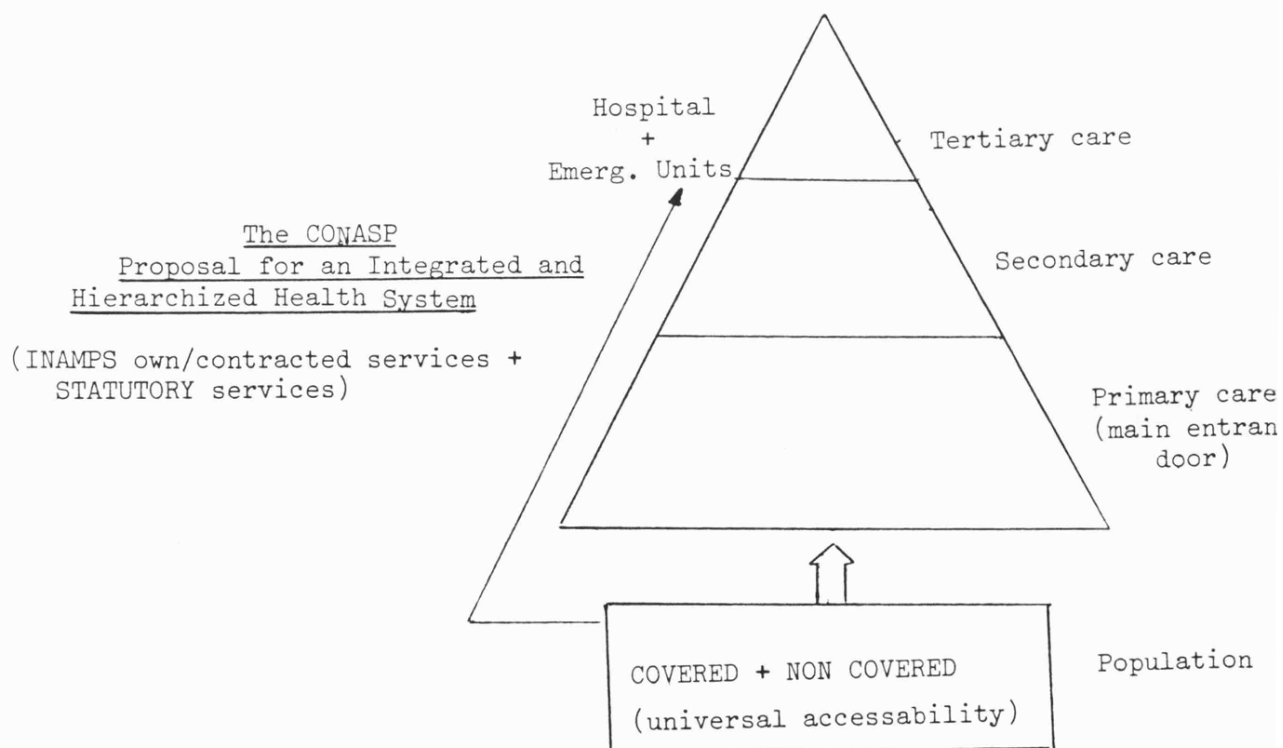 Hospital
+
Emerg. Units
Tertiary care
The CONASP
Proposal for an Integrated and
Hierarchized Health System
Secondary care
(INAMPS own/contracted services +
STATUTORY services)
Primary care
(main entran
door)
COVERED + NON COVERED
(universal accessability)
Population